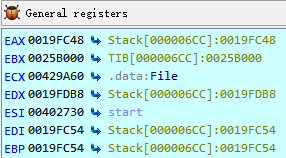 General registers
EAX 0019FC48 Stack[000006CC]:0019FC48
EBX 0025B000 TIB[000006CC]:0025B000
ECX 00429A60 .data:File
EDX 0019FDB8 Stack[000006CC]:0019FDB8
ESI 00402730 start
EDI 0019FC54 Stack[000006CC]:0019FC54
EBP 0019FC54 Stack[000006CC]:0019FC54